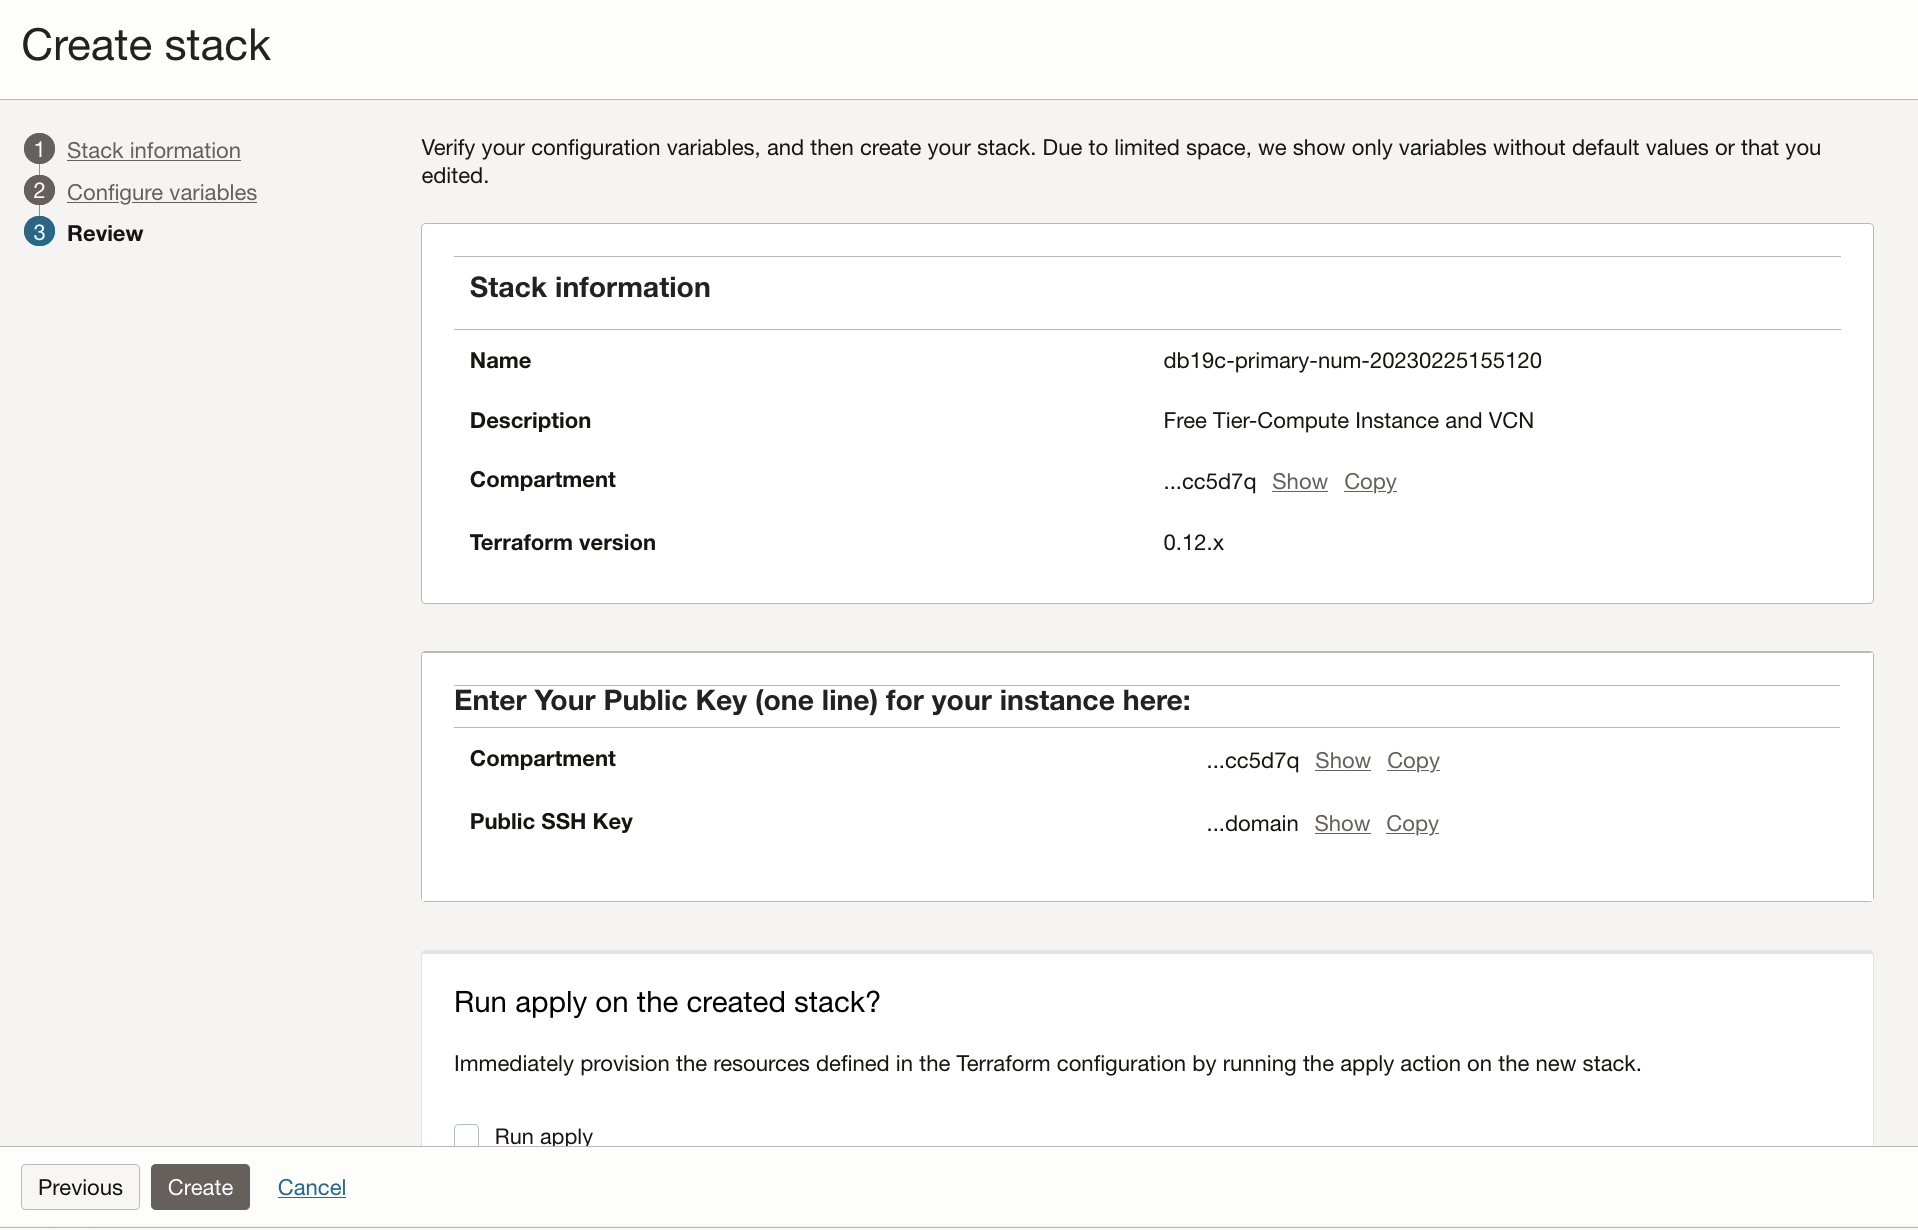 Create stack
1 Stack information
2 Configure variables
3 Review
Verify your configuration variables, and then create your stack. Due to limited space, we show only variables without default values or that you
edited.
Stack information
Name db19c-primary-num-20230225155120
Description Free Tier-Compute Instance and VCN
Compartment ...cc5d7q Show Copy
Terraform version 0.12.x
Enter Your Public Key (one line) for your instance here:
Compartment ...cc5d7q Show Copy
Public SSH Key ...domain Show Copy
Run apply on the created stack?
Immediately provision the resources defined in the Terraform configuration by running the apply action on the new stack.
Run apply
Previous Create Cancel